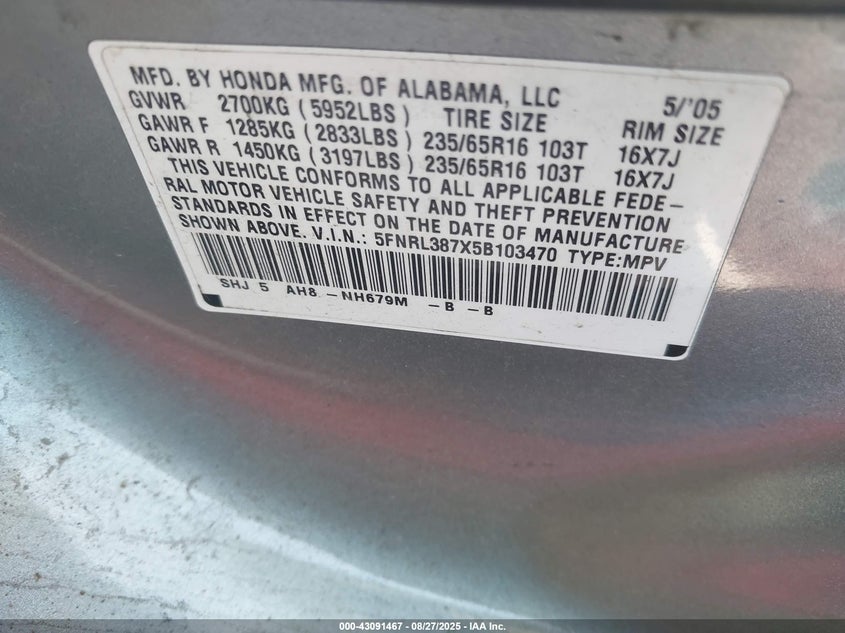 MFD. BY HONDA MFG. OF ALABAMA, LLC 5/'05
GVWR 2700KG (5952LBS) TIRE SIZE RIM SIZE
GAWR F 1285KG (2833LBS) 235/65R16 103T 16X7J
GAWR R 1450KG (3197LBS) 235/65R16 103T 16X7J
THIS VEHICLE CONFORMS TO ALL APPLICABLE FEDE-
RAL MOTOR VEHICLE SAFETY AND THEFT PREVENTION
STANDARDS IN EFFECT ON THE DATE OF MANUFACTURE
SHOWN ABOVE. V.I.N.: 5FNRL387X5B103470 TYPE:MPV
SHJ 5 AH8 -NH679M -B -B
000-43091467 - 08/27/2025 - IAA Inc.